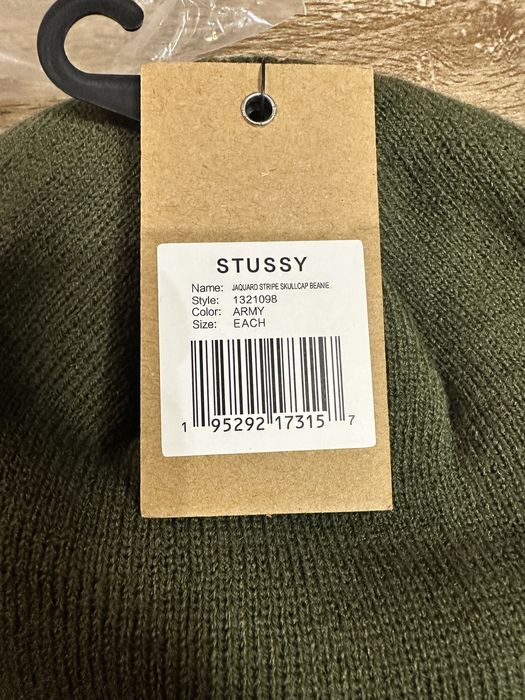 STUSSY
Name: JAQUARD STRIPE SKULLCAP BEANIE
Style: 1321098
Color: ARMY
Size: EACH
1 95292 17315 7